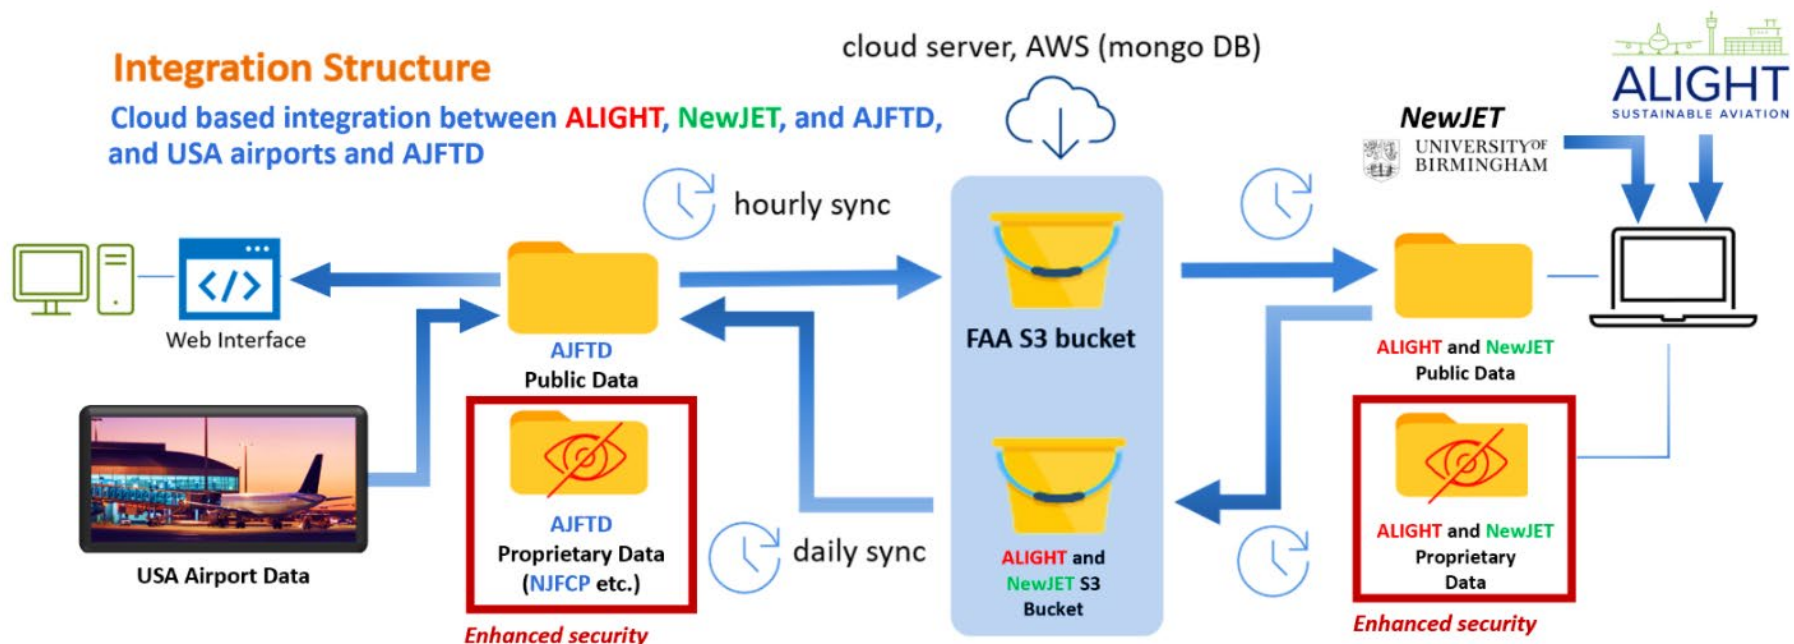 Integration Structure
Cloud based integration between ALIGHT, NewJET, and AJFTD,
and USA airports and AJFTD
cloud server, AWS (mongo DB)
ALIGHT
SUSTAINABLE AVIATION
NewJET
UNIVERSITY OF
BIRMINGHAM
hourly sync
</>
Web Interface
AJFTD
Public Data
FAA S3 bucket
ALIGHT and NewJET
Public Data
USA Airport Data
AJFTD
Proprietary Data
(NJFCP etc.)
Enhanced security
daily sync
ALIGHT and
NewJET S3
Bucket
ALIGHT and NewJET
Proprietary
Data
Enhanced security